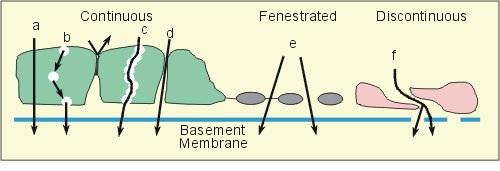 Continuous Fenestrated Discontinuous
a b c d e f
Basement
Membrane